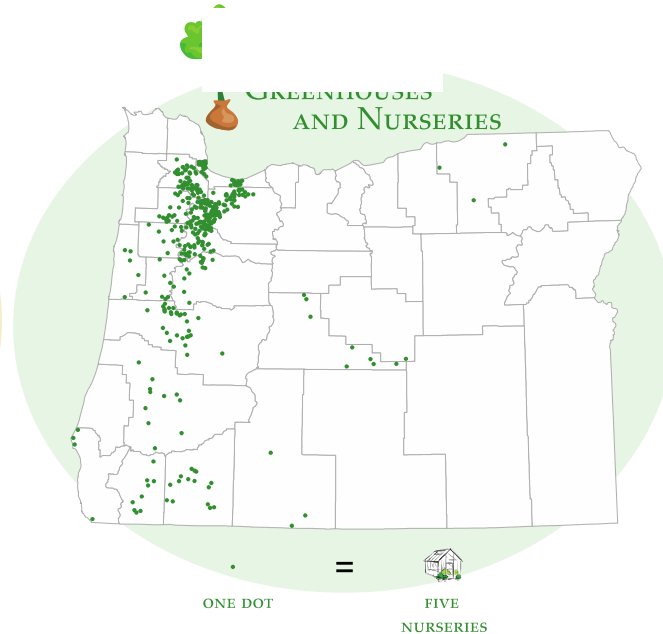 Greenhouses
and Nurseries
=
one dot
five
nurseries